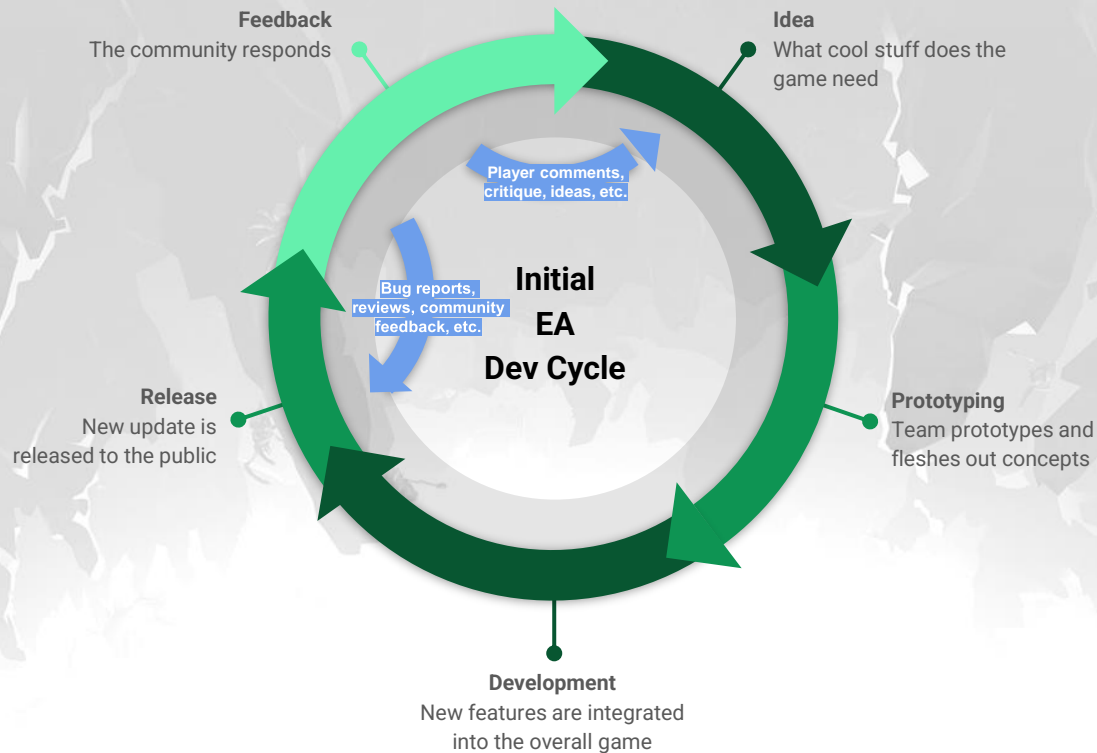 Feedback
The community responds
Idea
What cool stuff does the
game need
Player comments,
critique, ideas, etc.
Bug reports,
reviews, community
feedback, etc.
Initial
EA
Dev Cycle
Release
New update is
released to the public
Prototyping
Team prototypes and
fleshes out concepts
Development
New features are integrated
into the overall game